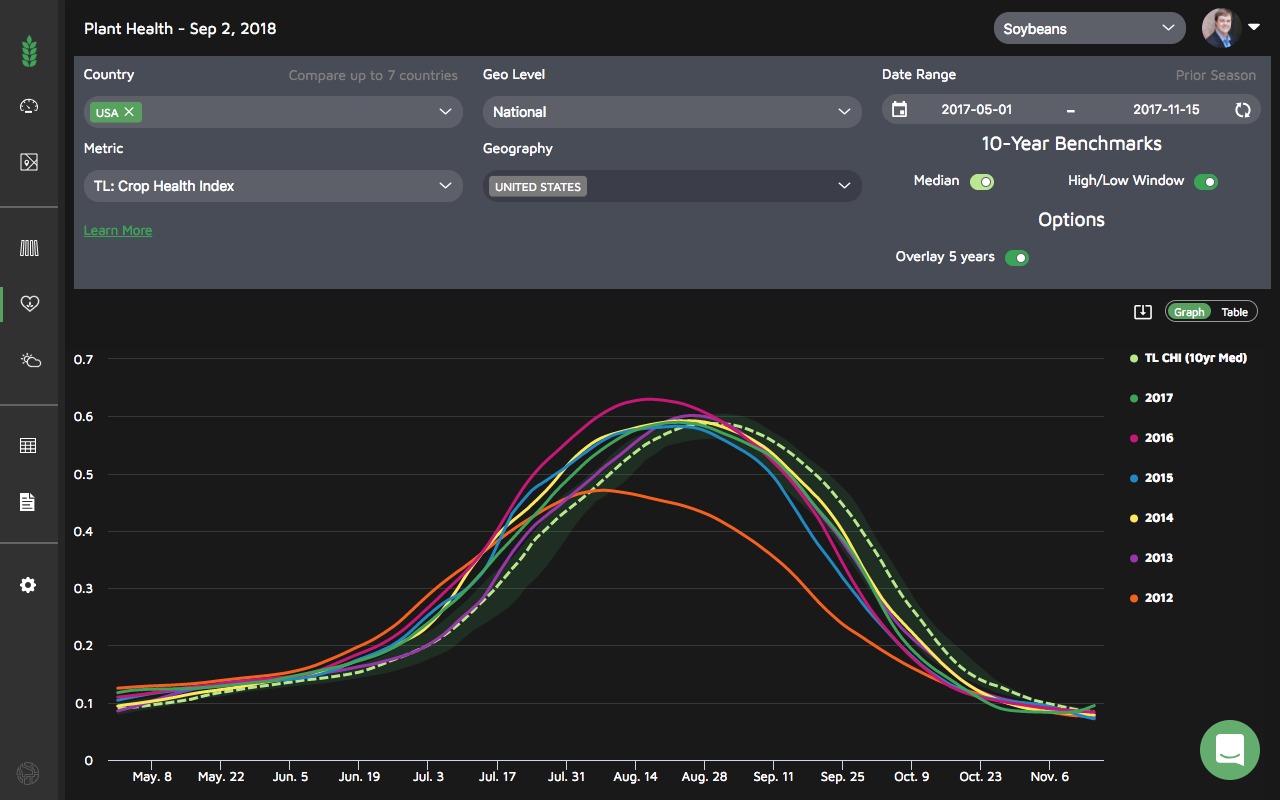 Plant Health - Sep 2, 2018
Soybeans
Country
Compare up to 7 countries
USA
Geo Level
National
Date Range
Prior Season
2017-05-01 – 2017-11-15
Metric
TL: Crop Health Index
Geography
UNITED STATES
10-Year Benchmarks
Median
High/Low Window
Learn More
Options
Overlay 5 years
Graph
Table
0.7
0.6
0.5
0.4
0.3
0.2
0.1
0
May. 8
May. 22
Jun. 5
Jun. 19
Jul. 3
Jul. 17
Jul. 31
Aug. 14
Aug. 28
Sep. 11
Sep. 25
Oct. 9
Oct. 23
Nov. 6
TL CHI (10yr Med)
2017
2016
2015
2014
2013
2012